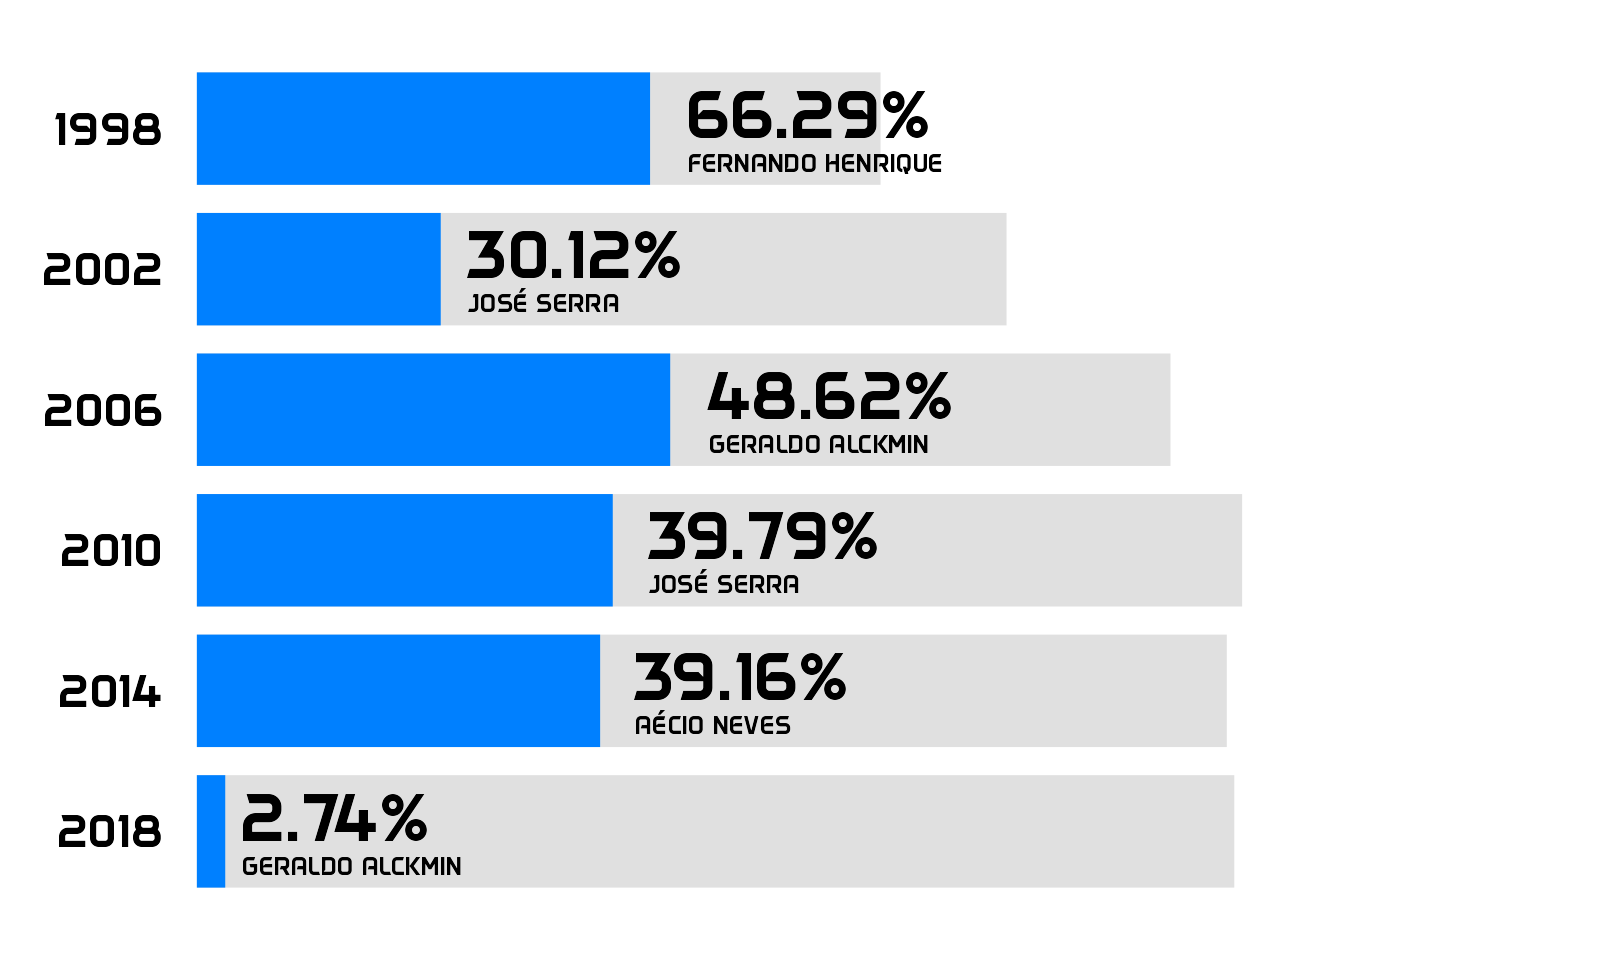 1998
66.29%
FERNANDO HENRIQUE
2002
30.12%
JOSÉ SERRA
2006
48.62%
GERALDO ALCKMIN
2010
39.79%
JOSÉ SERRA
2014
39.16%
AÉCIO NEVES
2018
2.74%
GERALDO ALCKMIN